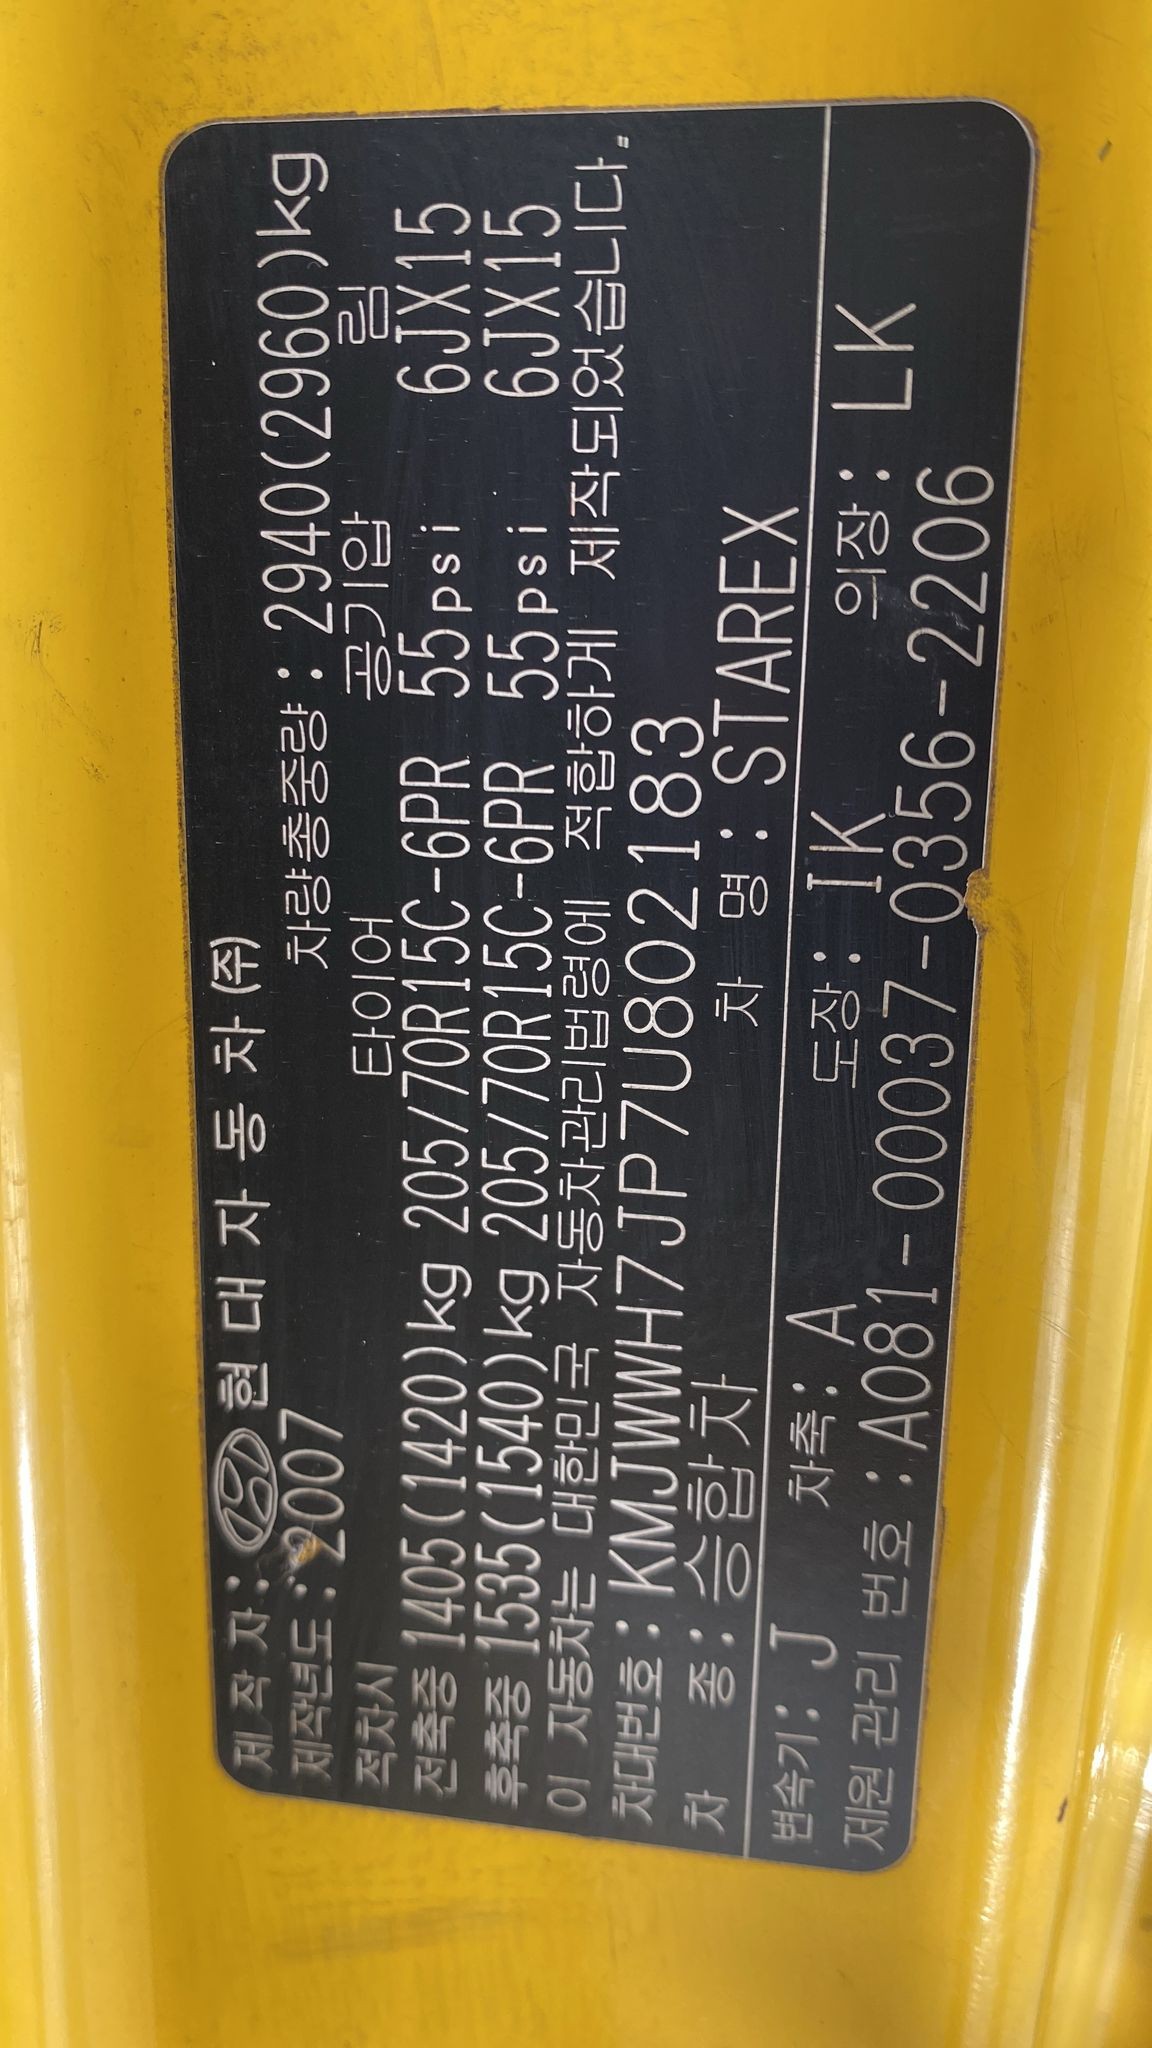 제 작 자 : 현 대 자 동 차 (주)
제작년도 : 2007 차량총중량 : 2940(2960)kg
적차시 타이어 공기압 림
전축중 1405(1420)kg 205/70R15C-6PR 55psi 6JX15
후축중 1535(1540)kg 205/70R15C-6PR 55psi 6JX15
이 자동차는 대한민국 자동차관리법령에 적합하게 제작되었습니다.
차대번호 : KMJWWH7JP7U802183
차 종 : 승합차 차 명 : STAREX
변속기 : J 차축 : A 도장 : IK 의장 : LK
제원 관리 번호 : A081-00037-0356-2206